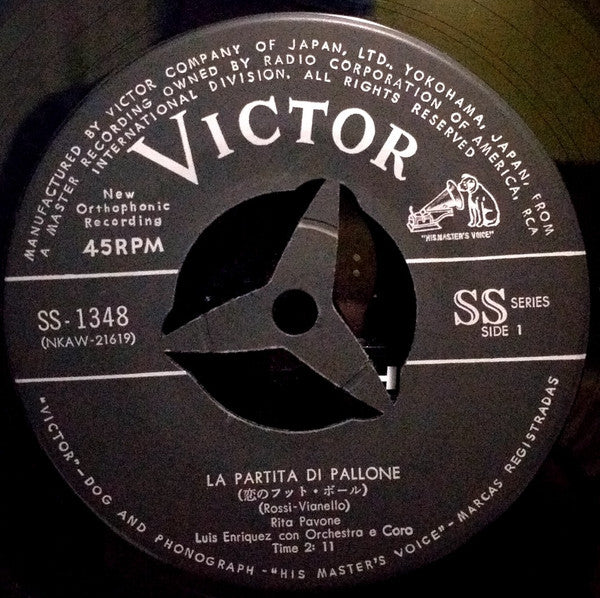 MANUFACTURED BY VICTOR COMPANY OF JAPAN, LTD., YOKOHAMA, JAPAN, FROM
A MASTER RECORDING OWNED BY RADIO CORPORATION OF AMERICA, RCA
INTERNATIONAL DIVISION. ALL RIGHTS RESERVED
VICTOR
New
Orthophonic
Recording
45RPM
"HIS MASTER'S VOICE"
SS-1348
(NKAW-21619)
SS SERIES
SIDE 1
LA PARTITA DI PALLONE
(恋のフット・ボール)
(Rossi-Vianello)
Rita Pavone
Luis Enriquez con Orchestra e Coro
Time 2: 11
"VICTOR"—DOG AND PHONOGRAPH-"HIS MASTER'S VOICE"-MARCAS REGISTRADAS